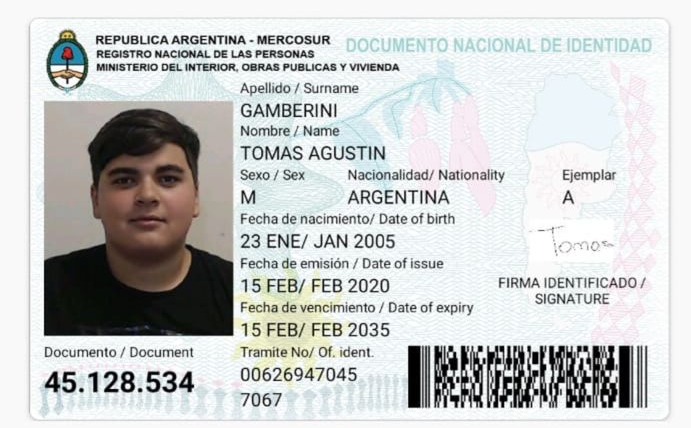 REPUBLICA ARGENTINA - MERCOSUR
REGISTRO NACIONAL DE LAS PERSONAS
MINISTERIO DEL INTERIOR, OBRAS PUBLICAS Y VIVIENDA
DOCUMENTO NACIONAL DE IDENTIDAD
Apellido / Surname
GAMBERINI
Nombre / Name
TOMAS AGUSTIN
Sexo / Sex Nacionalidad/ Nationality Ejemplar
M ARGENTINA A
Fecha de nacimiento/ Date of birth
23 ENE/ JAN 2005
Tomas
Fecha de emisión / Date of issue
15 FEB/ FEB 2020
FIRMA IDENTIFICADO /
SIGNATURE
Fecha de vencimiento / Date of expiry
15 FEB/ FEB 2035
Documento / Document
45.128.534
Tramite No/ Of. ident.
00626947045
7067